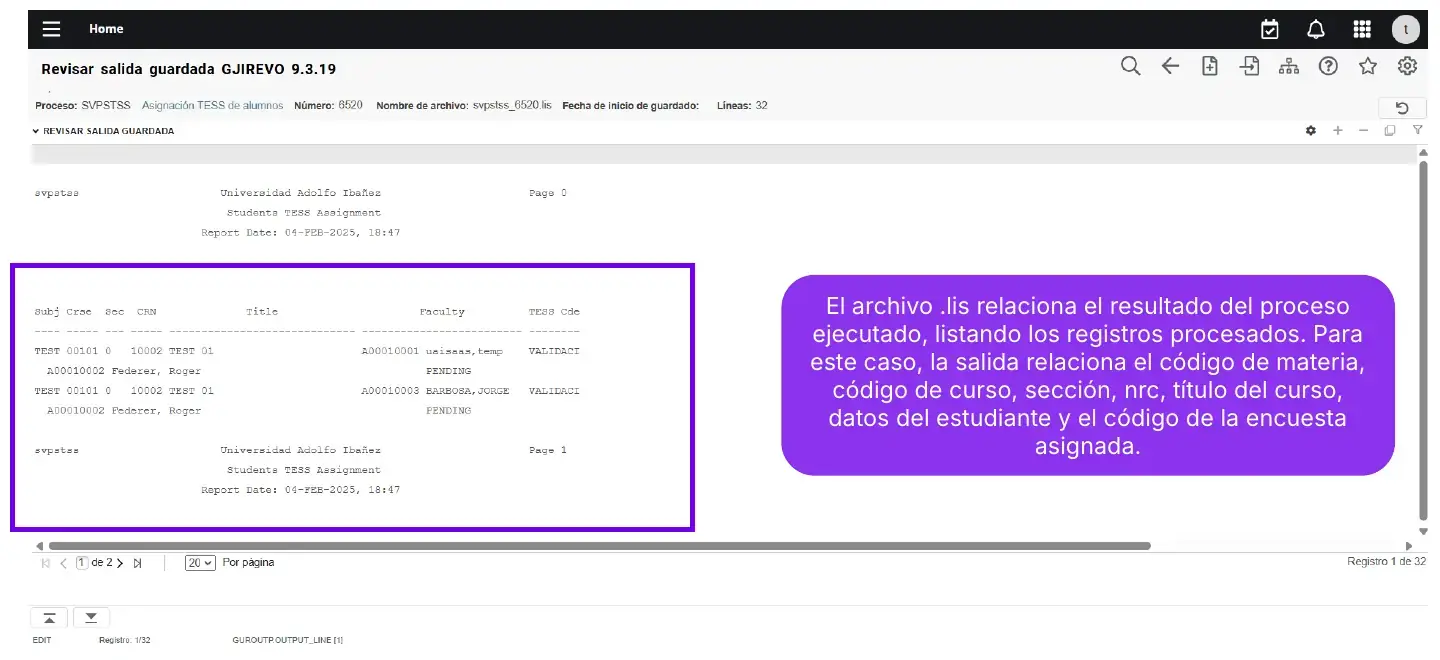 Home
t
Revisar salida guardada GJIREVO 9.3.19
Proceso: SVPSTSS Asignación TESS de alumnos Número: 6520 Nombre de archivo: svpstss_6520.lis Fecha de inicio de guardado: Líneas: 32
REVISAR SALIDA GUARDADA
svpstss Universidad Adolfo Ibañez Page 0
Students TESS Assignment
Report Date: 04-FEB-2025, 18:47
Subj Crse Sec CRN Title Faculty TESS Cde
---- ----- --- ----- ----------------------------- ------------------------- --------
TEST 00101 0 10002 TEST 01 A00010001 uaisaas,temp VALIDACI
A00010002 Federer, Roger PENDING
TEST 00101 0 10002 TEST 01 A00010003 BARBOSA,JORGE VALIDACI
A00010002 Federer, Roger PENDING
svpstss Universidad Adolfo Ibañez Page 1
Students TESS Assignment
Report Date: 04-FEB-2025, 18:47
El archivo .lis relaciona el resultado del proceso
ejecutado, listando los registros procesados. Para
este caso, la salida relaciona el código de materia,
código de curso, sección, nrc, título del curso,
datos del estudiante y el código de la encuesta
asignada.
1 de 2 20 Por página Registro 1 de 32
EDIT Registro: 1/32 GUROUTP.OUTPUT_LINE [1]